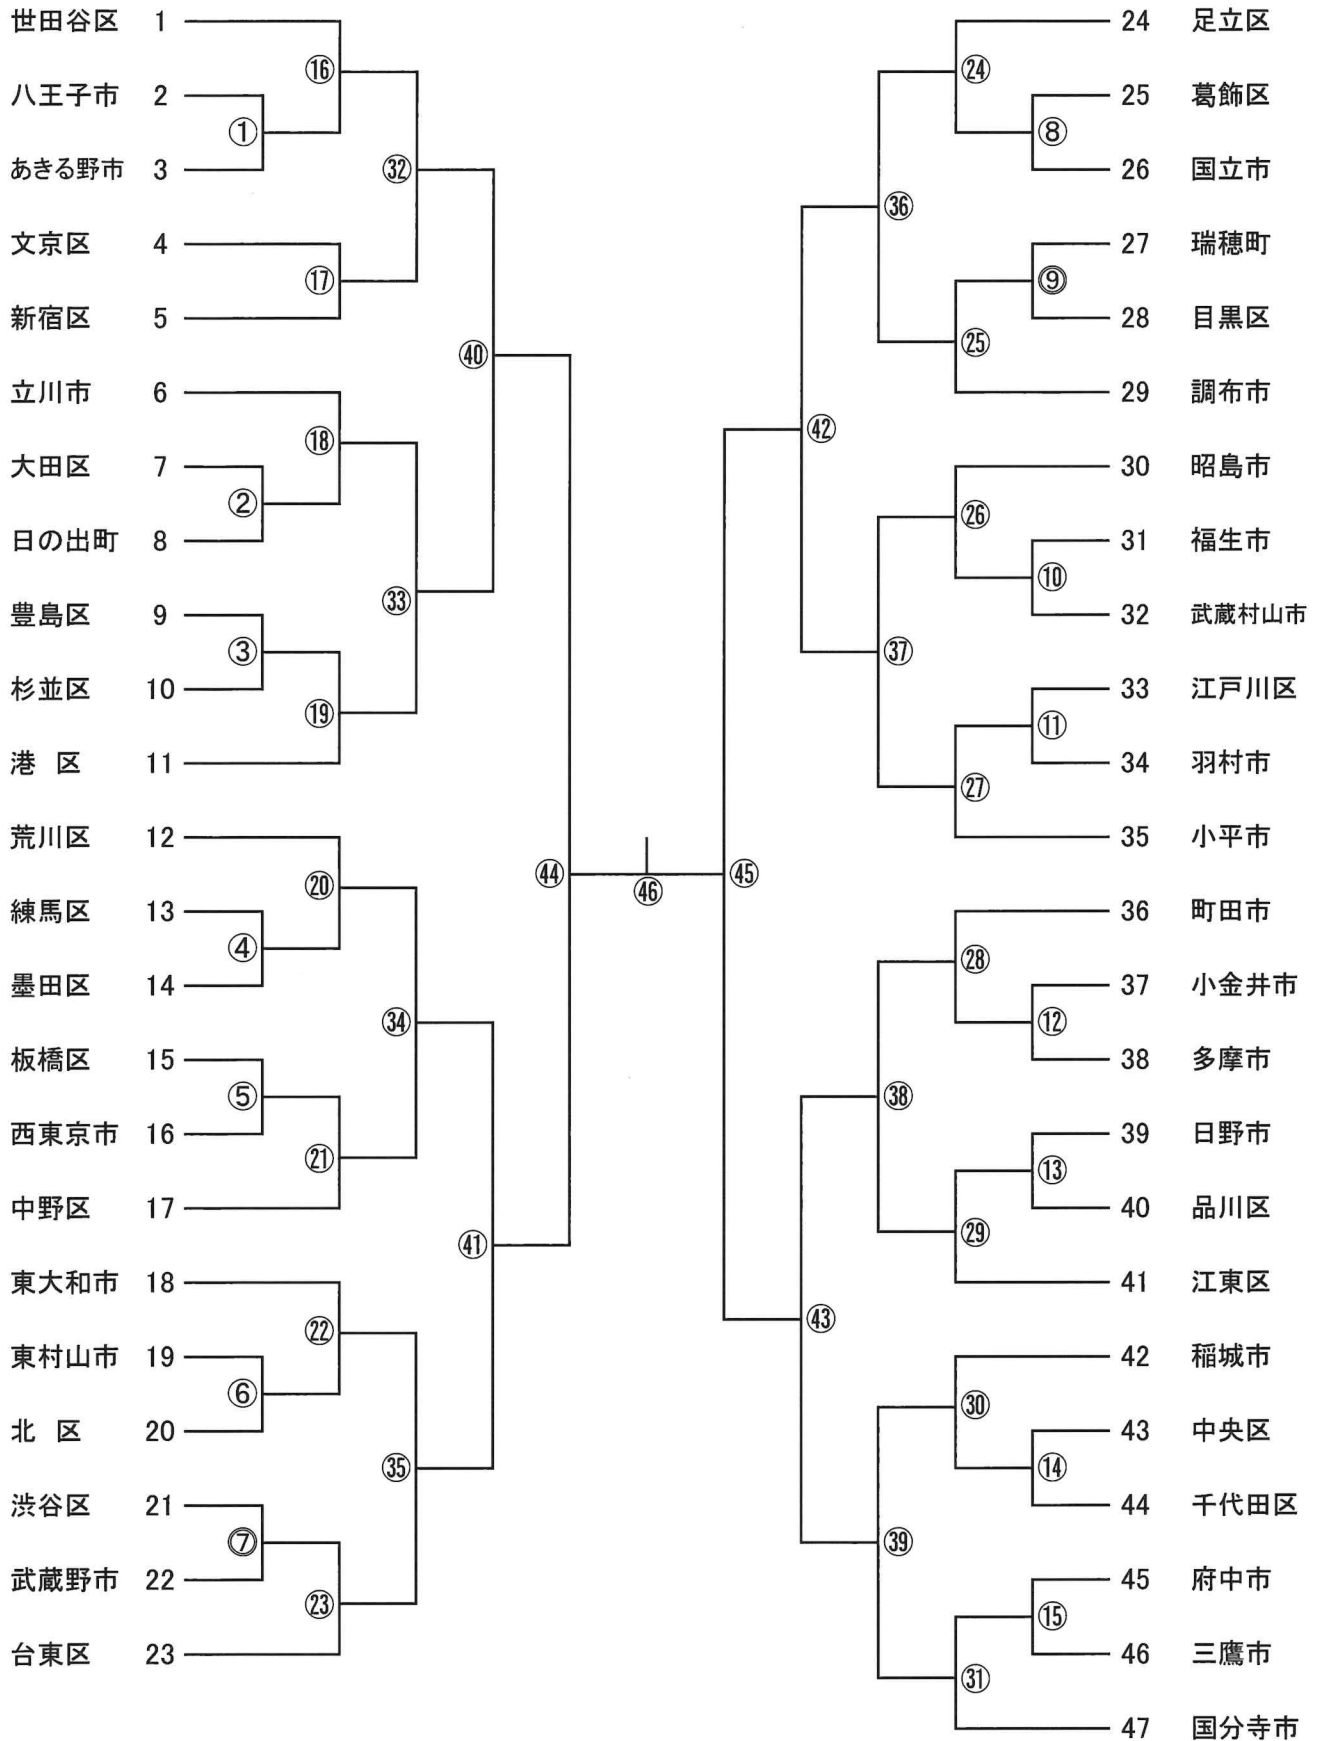 世田谷区 1
⑯
八王子市 2
①
あきる野市 3
㉜
文京区 4
⑰
新宿区 5
㊵
立川市 6
⑱
大田区 7
②
日の出町 8
㉝
豊島区 9
③
杉並区 10
⑲
港 区 11
荒川区 12
⑳
㊹
練馬区 13
④
墨田区 14
㉞
板橋区 15
⑤
西東京市 16
㉑
中野区 17
㊶
東大和市 18
㉒
東村山市 19
⑥
北 区 20
㉟
渋谷区 21
⑦
武蔵野市 22
㉓
台東区 23
㊻
24 足立区
㉔
25 葛飾区
⑧
26 国立市
㊱
27 瑞穂町
⑨
28 目黒区
㉕
29 調布市
㊷
30 昭島市
㉖
31 福生市
⑩
32 武蔵村山市
㊲
33 江戸川区
⑪
34 羽村市
㉗
35 小平市
㊺
36 町田市
㉘
37 小金井市
⑫
38 多摩市
㊳
39 日野市
⑬
40 品川区
㉙
41 江東区
㊸
42 稲城市
㉚
43 中央区
⑭
44 千代田区
㊴
45 府中市
⑮
46 三鷹市
㉛
47 国分寺市